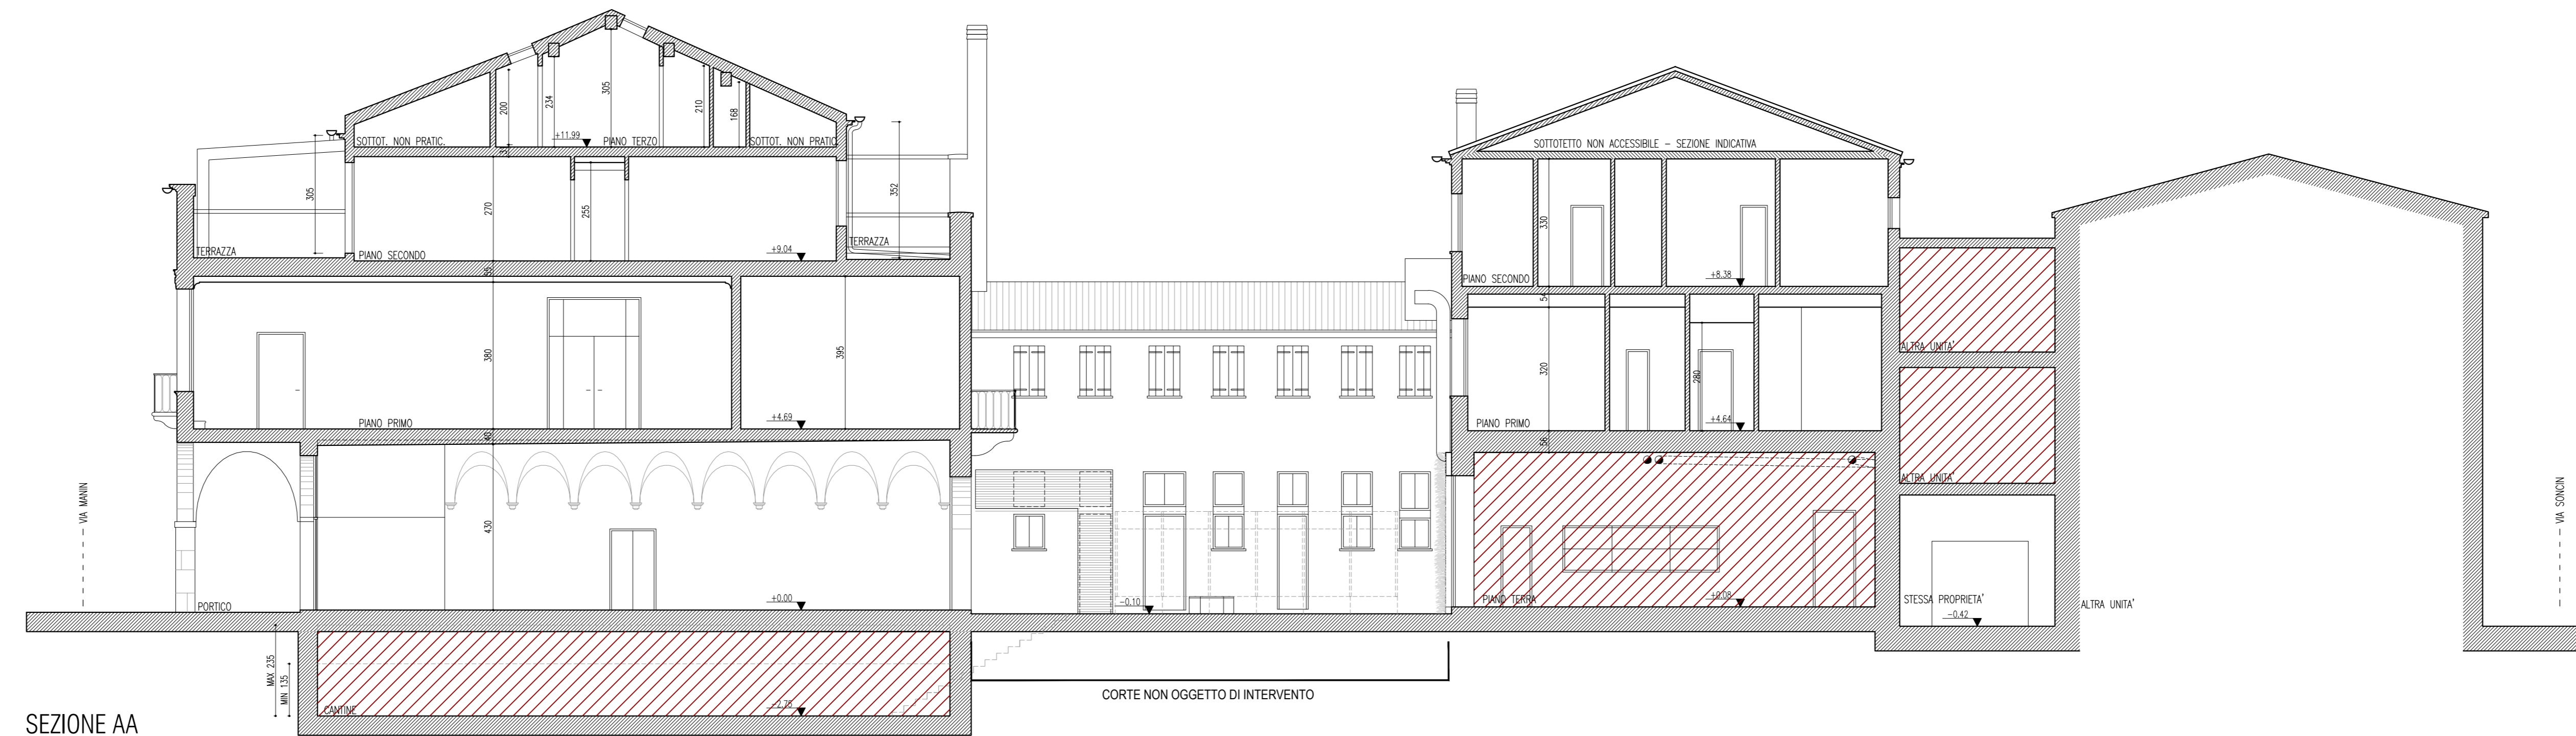 305
234
200
210
168
+11.99
SOTTOT. NON PRATIC.
PIANO TERZO
SOTTOT. NON PRATIC.
SOTTOTETTO NON ACCESSIBILE - SEZIONE INDICATIVA
305
270
255
352
330
TERRAZZA
PIANO SECONDO
+9.04
TERRAZZA
PIANO SECONDO
+8.38
55
54
380
395
320
280
ALTRA UNITA'
PIANO PRIMO
+4.69
PIANO PRIMO
+4.64
40
56
ALTRA UNITA'
VIA MANIN
430
VIA SONCIN
PORTICO
+0.00
-0.10
PIANO TERRA
+0.08
STESSA PROPRIETA'
-0.42
ALTRA UNITA'
MAX 235
MIN 135
CANTINE
CORTE NON OGGETTO DI INTERVENTO
SEZIONE AA